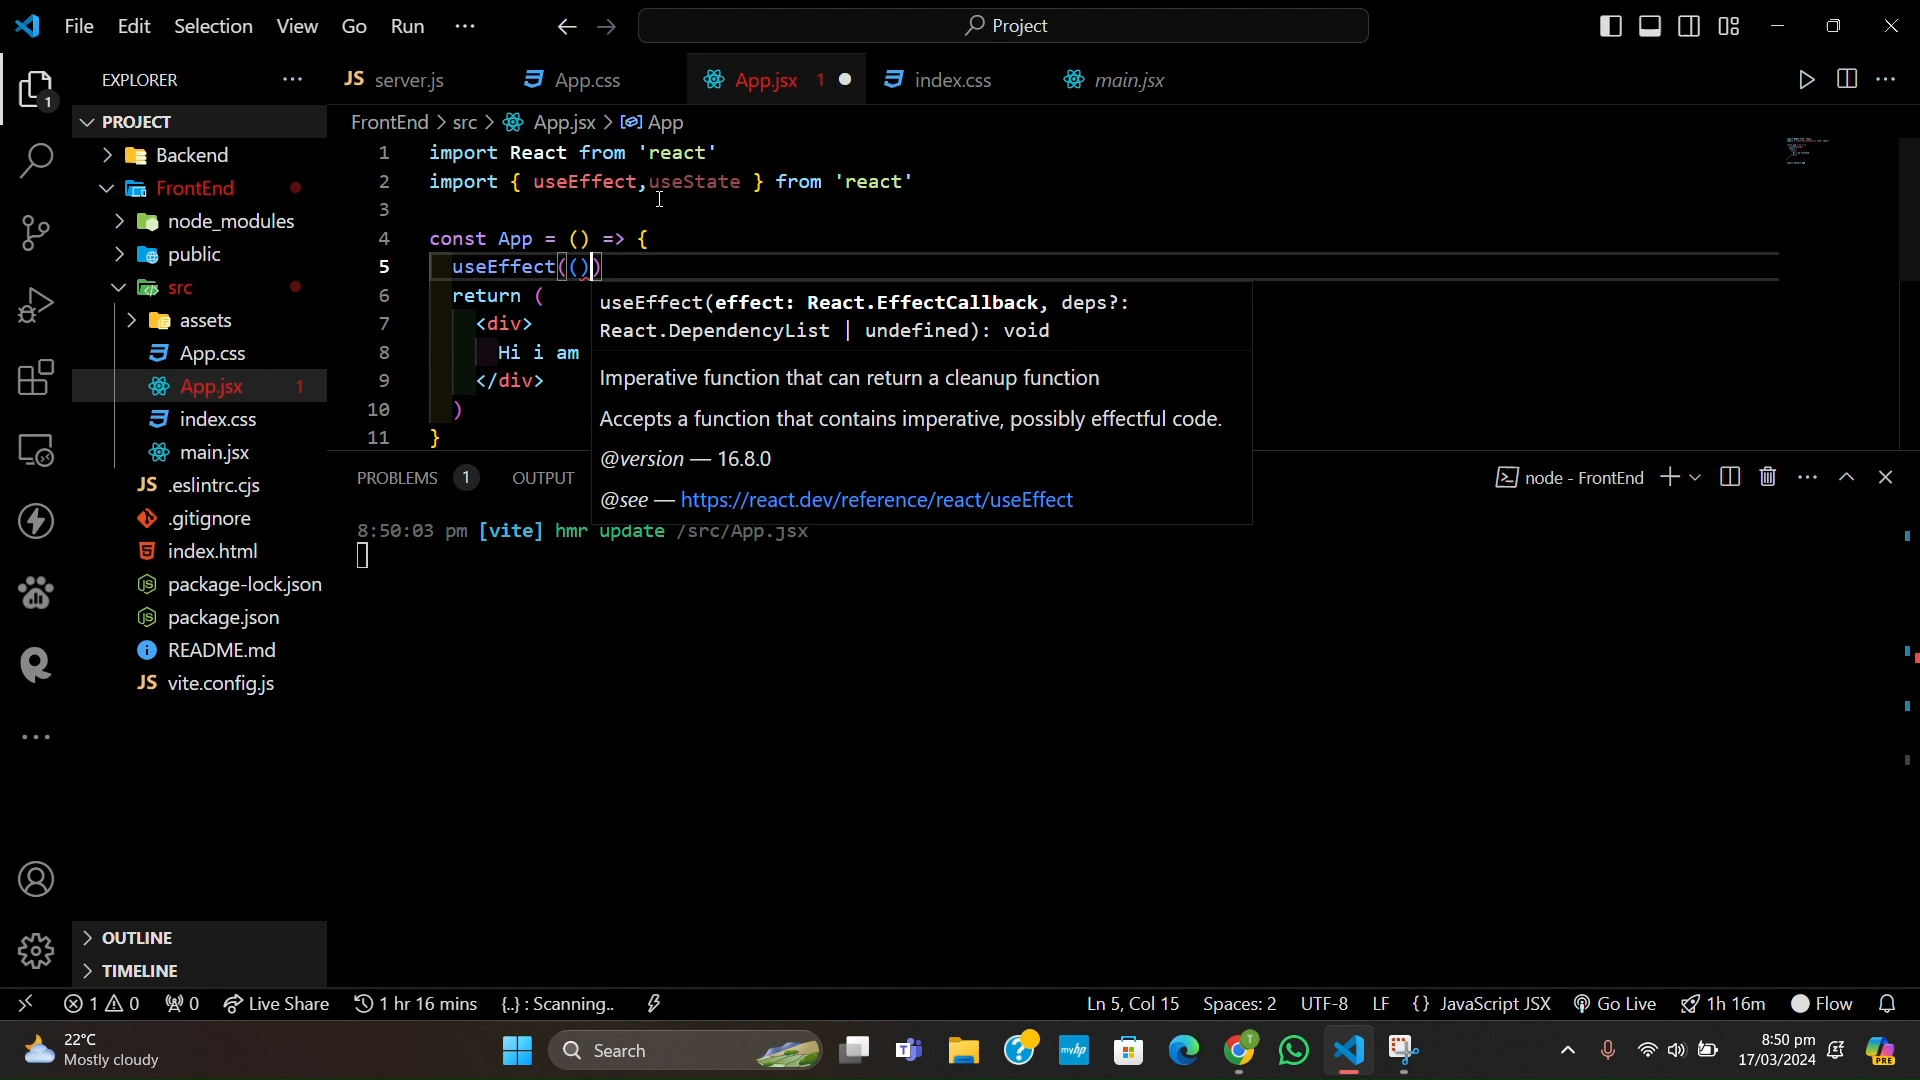 File Edit Selection View Go Run ··· Project
EXPLORER ···
JS server.js App.css App.jsx 1 index.css main.jsx
PROJECT
FrontEnd > src > App.jsx > App
Backend
FrontEnd
node_modules
public
src
assets
App.css
App.jsx 1
index.css
main.jsx
JS .eslintrc.cjs
.gitignore
index.html
package-lock.json
package.json
README.md
JS vite.config.js
OUTLINE
TIMELINE
1 import React from 'react'
2 import { useEffect,useState } from 'react'
3
4 const App = () => {
5 useEffect(())
6 return (
7 <div>
8 Hi i am
9 </div>
10 )
11 }
useEffect(effect: React.EffectCallback, deps?:
React.DependencyList | undefined): void
Imperative function that can return a cleanup function
Accepts a function that contains imperative, possibly effectful code.
@version — 16.8.0
@see — https://react.dev/reference/react/useEffect
PROBLEMS 1 OUTPUT node - FrontEnd
8:50:03 pm [vite] hmr update /src/App.jsx
1 0 0 Live Share 1 hr 16 mins {..} : Scanning.. Ln 5, Col 15 Spaces: 2 UTF-8 LF {} JavaScript JSX Go Live 1h 16m Flow
22°C
Mostly cloudy
Search
T
myhp
8:50 pm
17/03/2024
PRE
1